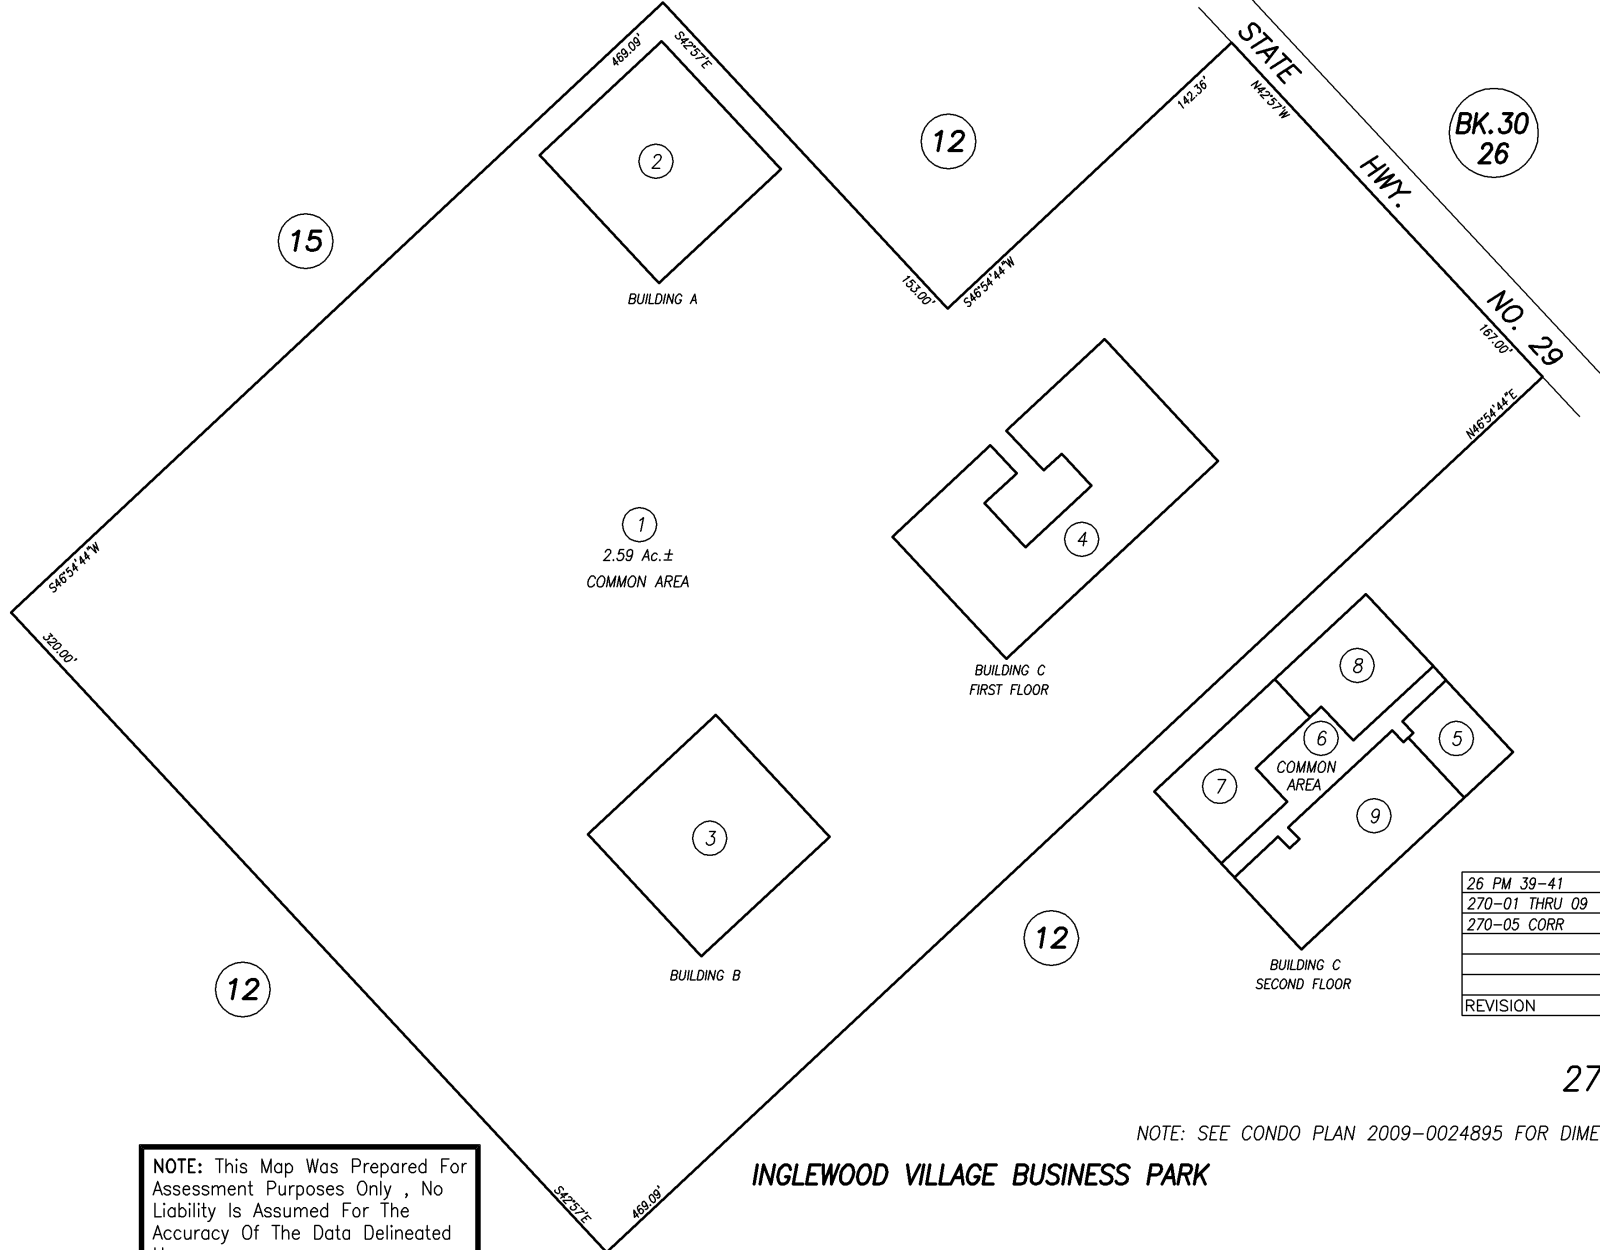 469.09'
S42°57'E
STATE
HWY.
NO. 29
142.36'
N42°57'W
BK.30
26
12
2
15
BUILDING A
153.00'
S46°54'44"W
167.00'
N46°54'44"E
1
2.59 Ac.±
COMMON AREA
4
S46°54'44"W
320.00'
BUILDING C
FIRST FLOOR
8
6
COMMON
AREA
5
7
9
3
BUILDING B
12
12
BUILDING C
SECOND FLOOR
26 PM 39-41
270-01 THRU 09
270-05 CORR
REVISION
27
NOTE: SEE CONDO PLAN 2009-0024895 FOR DIME
INGLEWOOD VILLAGE BUSINESS PARK
S42°57'E
469.09'
NOTE: This Map Was Prepared For
Assessment Purposes Only , No
Liability Is Assumed For The
Accuracy Of The Data Delineated